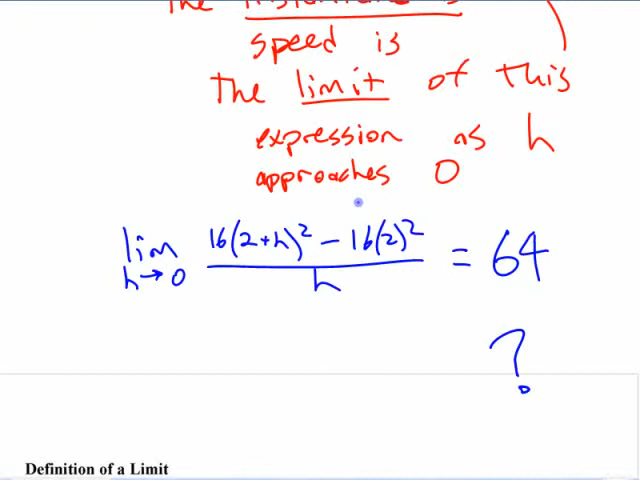 The
speed is
The limit of this
expression as h
approaches 0
lim h→0 16(2+h)² − 16(2)² / h = 64
?
Definition of a Limit